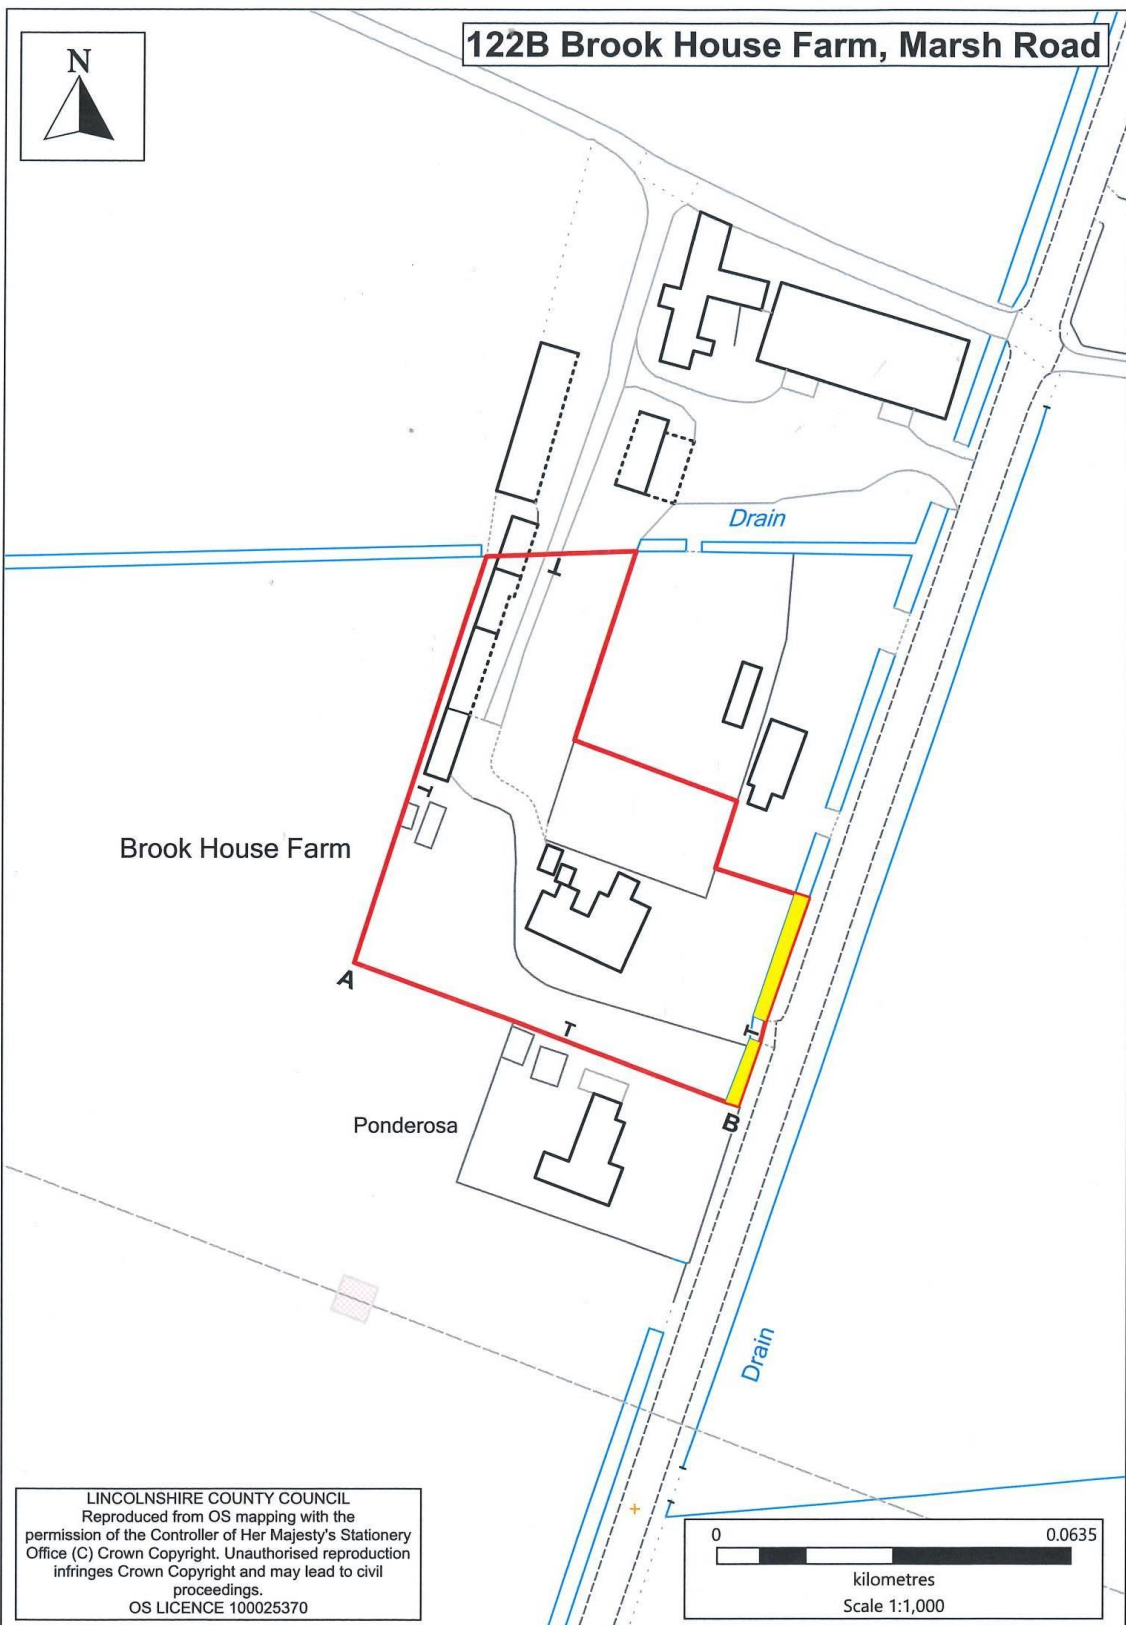 122B Brook House Farm, Marsh Road
N
Drain
Brook House Farm
T
T
A
T
T
B
Ponderosa
Drain
LINCOLNSHIRE COUNTY COUNCIL
Reproduced from OS mapping with the
permission of the Controller of Her Majesty's Stationery
Office (C) Crown Copyright. Unauthorised reproduction
infringes Crown Copyright and may lead to civil
proceedings.
OS LICENCE 100025370
0 0.0635
kilometres
Scale 1:1,000